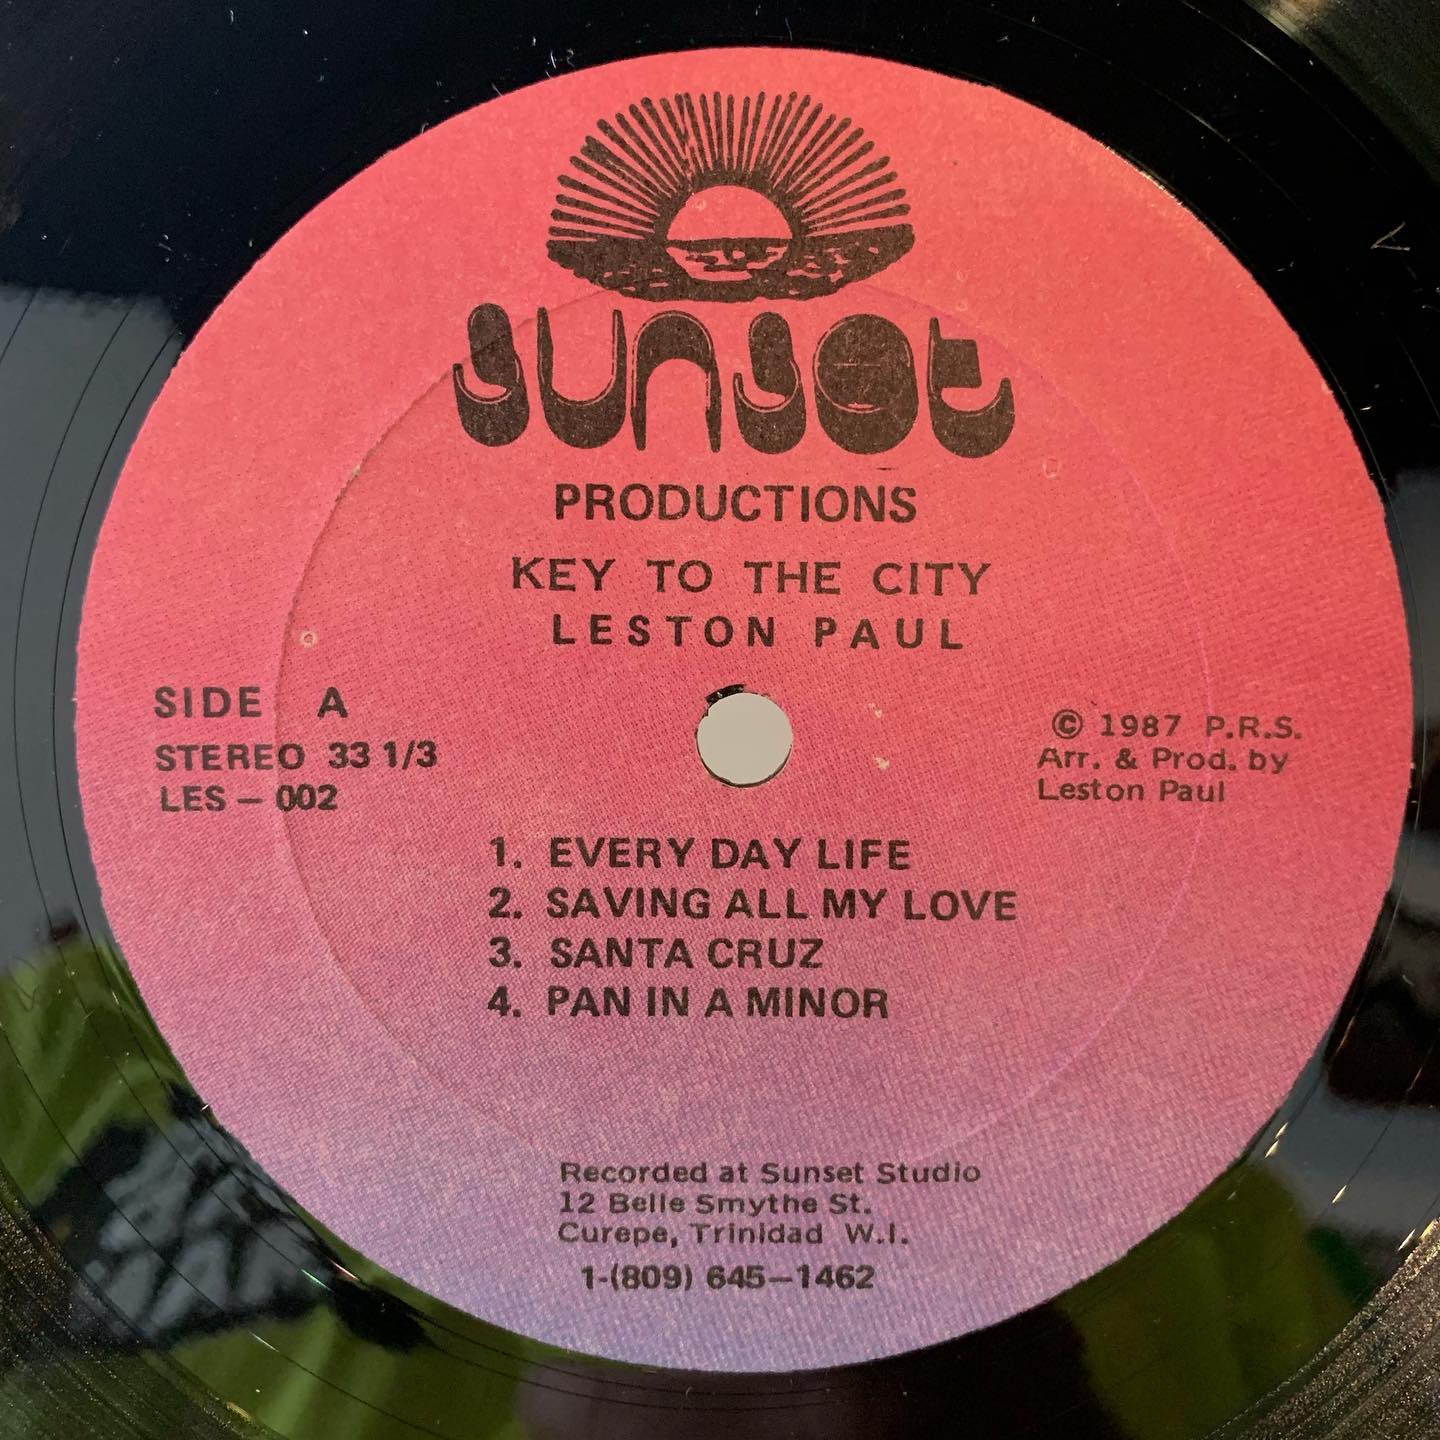 sunset
PRODUCTIONS
KEY TO THE CITY
LESTON PAUL
SIDE A
STEREO 33 1/3
LES – 002
© 1987 P.R.S.
Arr. & Prod. by
Leston Paul
1. EVERY DAY LIFE
2. SAVING ALL MY LOVE
3. SANTA CRUZ
4. PAN IN A MINOR
Recorded at Sunset Studio
12 Belle Smythe St.
Curepe, Trinidad W.I.
1-(809) 645–1462